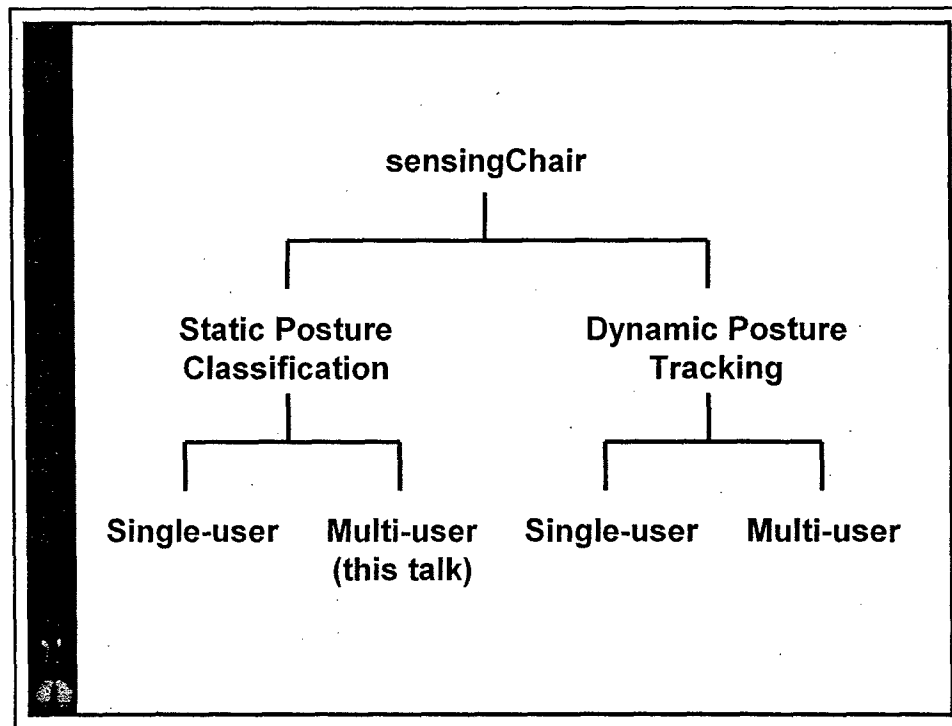 sensingChair
Static Posture
Classification
Dynamic Posture
Tracking
Single-user
Multi-user
(this talk)
Single-user
Multi-user